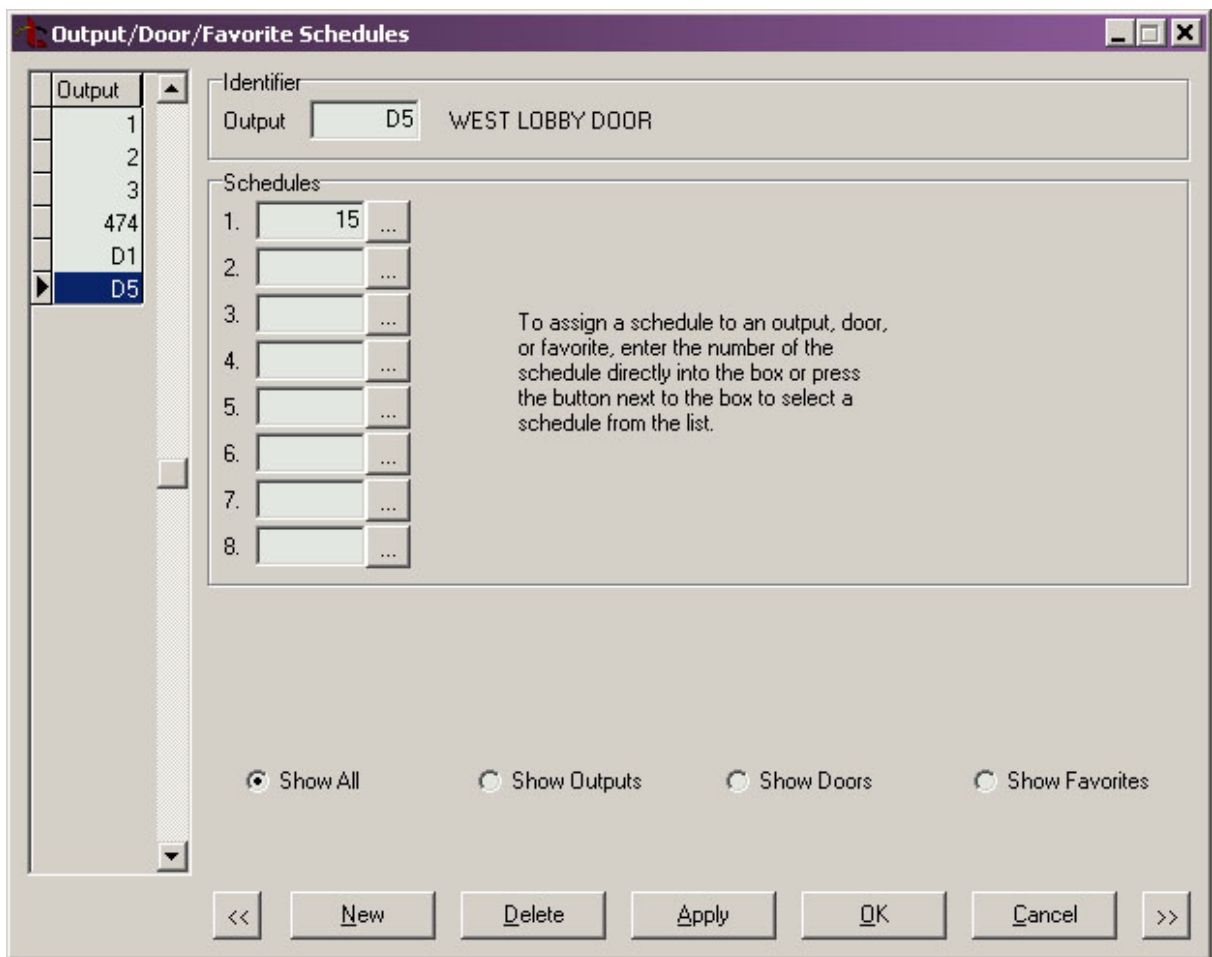 Output/Door/Favorite Schedules
Output
1
2
3
474
D1
D5
Identifier
Output D5 WEST LOBBY DOOR
Schedules
1. 15 ...
2. ...
3. ...
4. ...
5. ...
6. ...
7. ...
8. ...
To assign a schedule to an output, door,
or favorite, enter the number of the
schedule directly into the box or press
the button next to the box to select a
schedule from the list.
Show All Show Outputs Show Doors Show Favorites
<< New Delete Apply OK Cancel >>